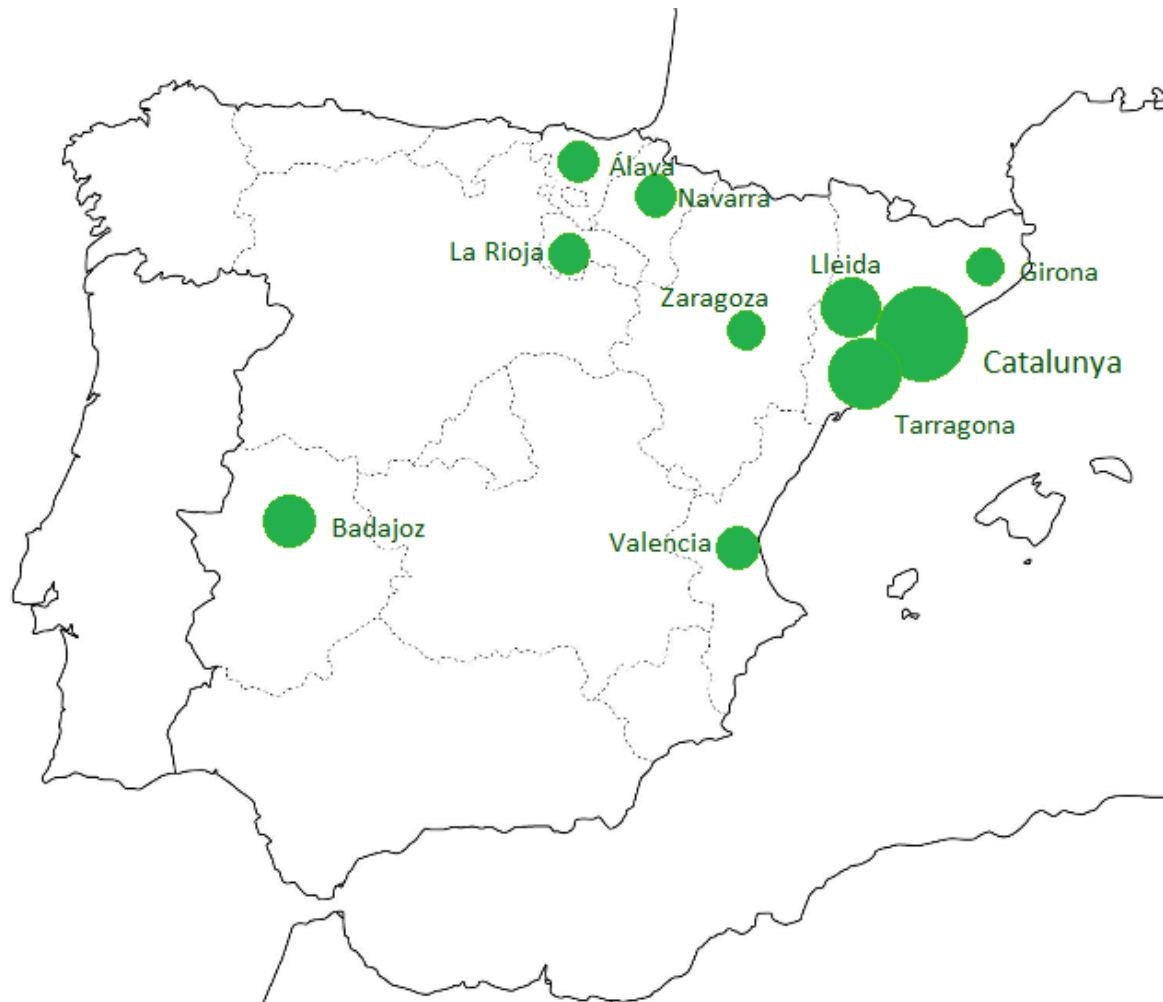 Álava
Navarra
La Rioja
Lleida
Girona
Zaragoza
Catalunya
Tarragona
Badajoz
Valencia